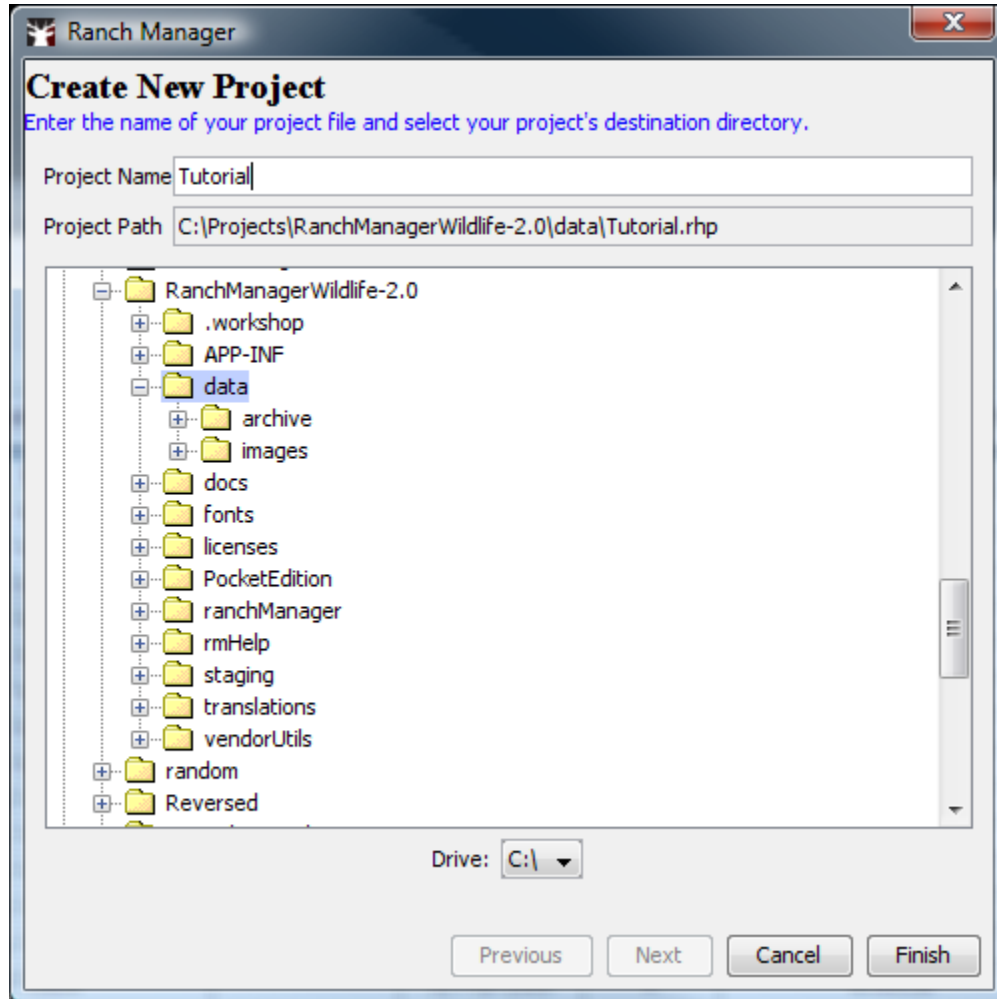 Ranch Manager
Create New Project
Enter the name of your project file and select your project's destination directory.
Project Name Tutorial
Project Path C:\Projects\RanchManagerWildlife-2.0\data\Tutorial.rhp
RanchManagerWildlife-2.0
.workshop
APP-INF
data
archive
images
docs
fonts
licenses
PocketEdition
ranchManager
rmHelp
staging
translations
vendorUtils
random
Reversed
Drive: C:\
Previous Next Cancel Finish